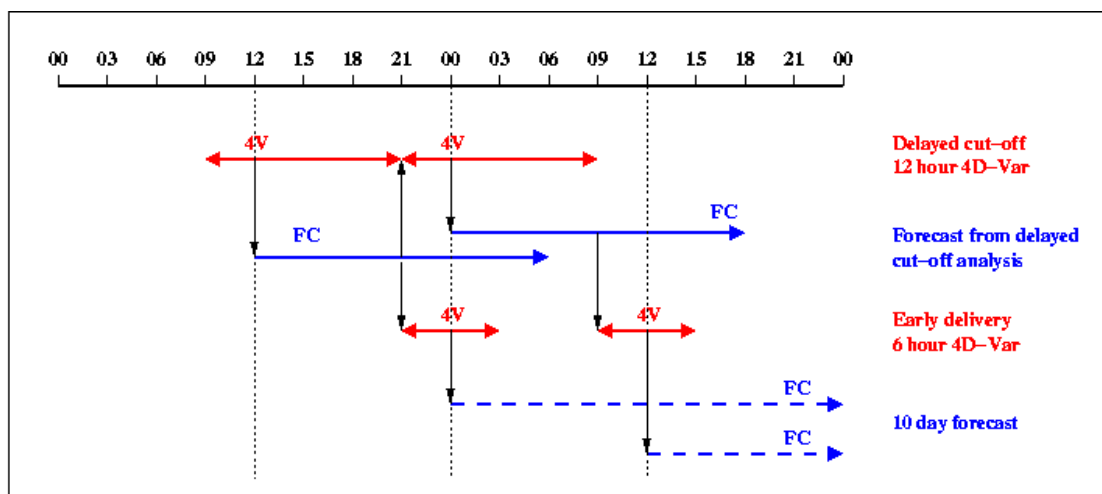 00 03 06 09 12 15 18 21 00 03 06 09 12 15 18 21 00
4V 4V Delayed cut−off
12 hour 4D−Var
FC
FC Forecast from delayed
cut−off analysis
4V 4V Early delivery
6 hour 4D−Var
FC
10 day forecast
FC